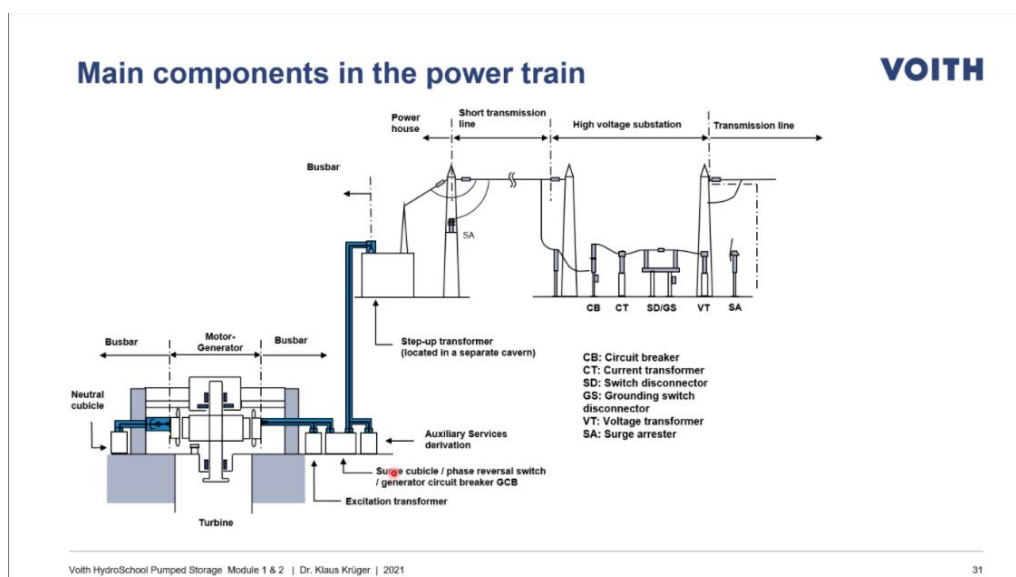 Main components in the power train
VOITH
Power
house
Short transmission
line
High voltage substation
Transmission line
Busbar
SA
CB
CT
SD/GS
VT
SA
Step-up transformer
(located in a separate cavern)
Busbar
Motor-
Generator
Busbar
Neutral
cubicle
CB: Circuit breaker
CT: Current transformer
SD: Switch disconnector
GS: Grounding switch
disconnector
VT: Voltage transformer
SA: Surge arrester
Auxiliary Services
derivation
Surge cubicle / phase reversal switch
/ generator circuit breaker GCB
Excitation transformer
Turbine
Voith HydroSchool Pumped Storage Module 1 & 2 | Dr. Klaus Krüger | 2021
31